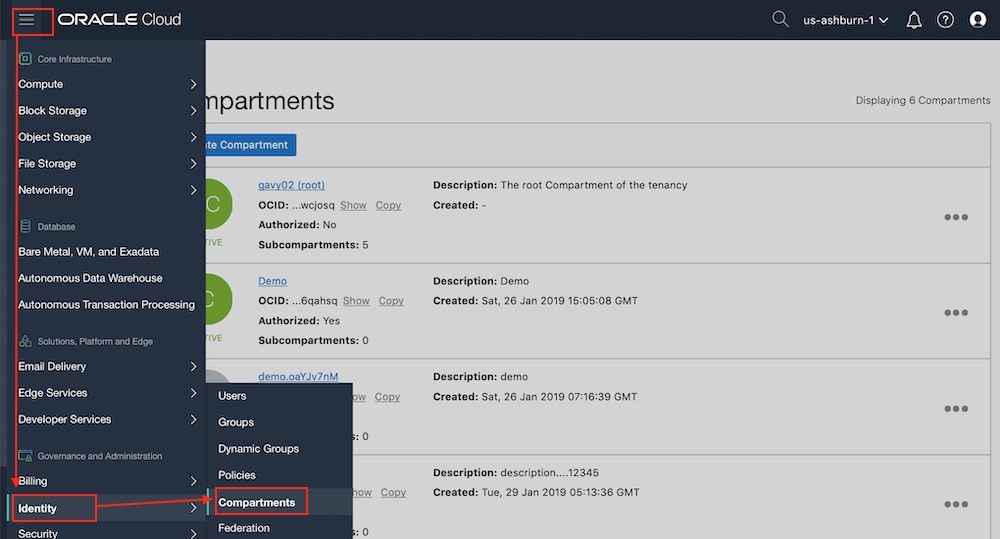 ORACLE Cloud
us-ashburn-1
Core Infrastructure
Compute
Block Storage
Object Storage
File Storage
Networking
Database
Bare Metal, VM, and Exadata
Autonomous Data Warehouse
Autonomous Transaction Processing
Solutions, Platform and Edge
Email Delivery
Edge Services
Developer Services
Governance and Administration
Billing
Identity
Security
Users
Groups
Dynamic Groups
Policies
Compartments
Federation
mpartments
Displaying 6 Compartments
te Compartment
C
TIVE
gavy02 (root)
OCID: ...wcjosq Show Copy
Authorized: No
Subcompartments: 5
Description: The root Compartment of the tenancy
Created: -
C
TIVE
Demo
OCID: ...6qahsq Show Copy
Authorized: Yes
Subcompartments: 0
Description: Demo
Created: Sat, 26 Jan 2019 15:05:08 GMT
demo.oaYJv7nM
ow Copy
s: 0
Description: demo
Created: Sat, 26 Jan 2019 07:16:39 GMT
how Copy
s: 0
Description: description....12345
Created: Tue, 29 Jan 2019 05:13:36 GMT